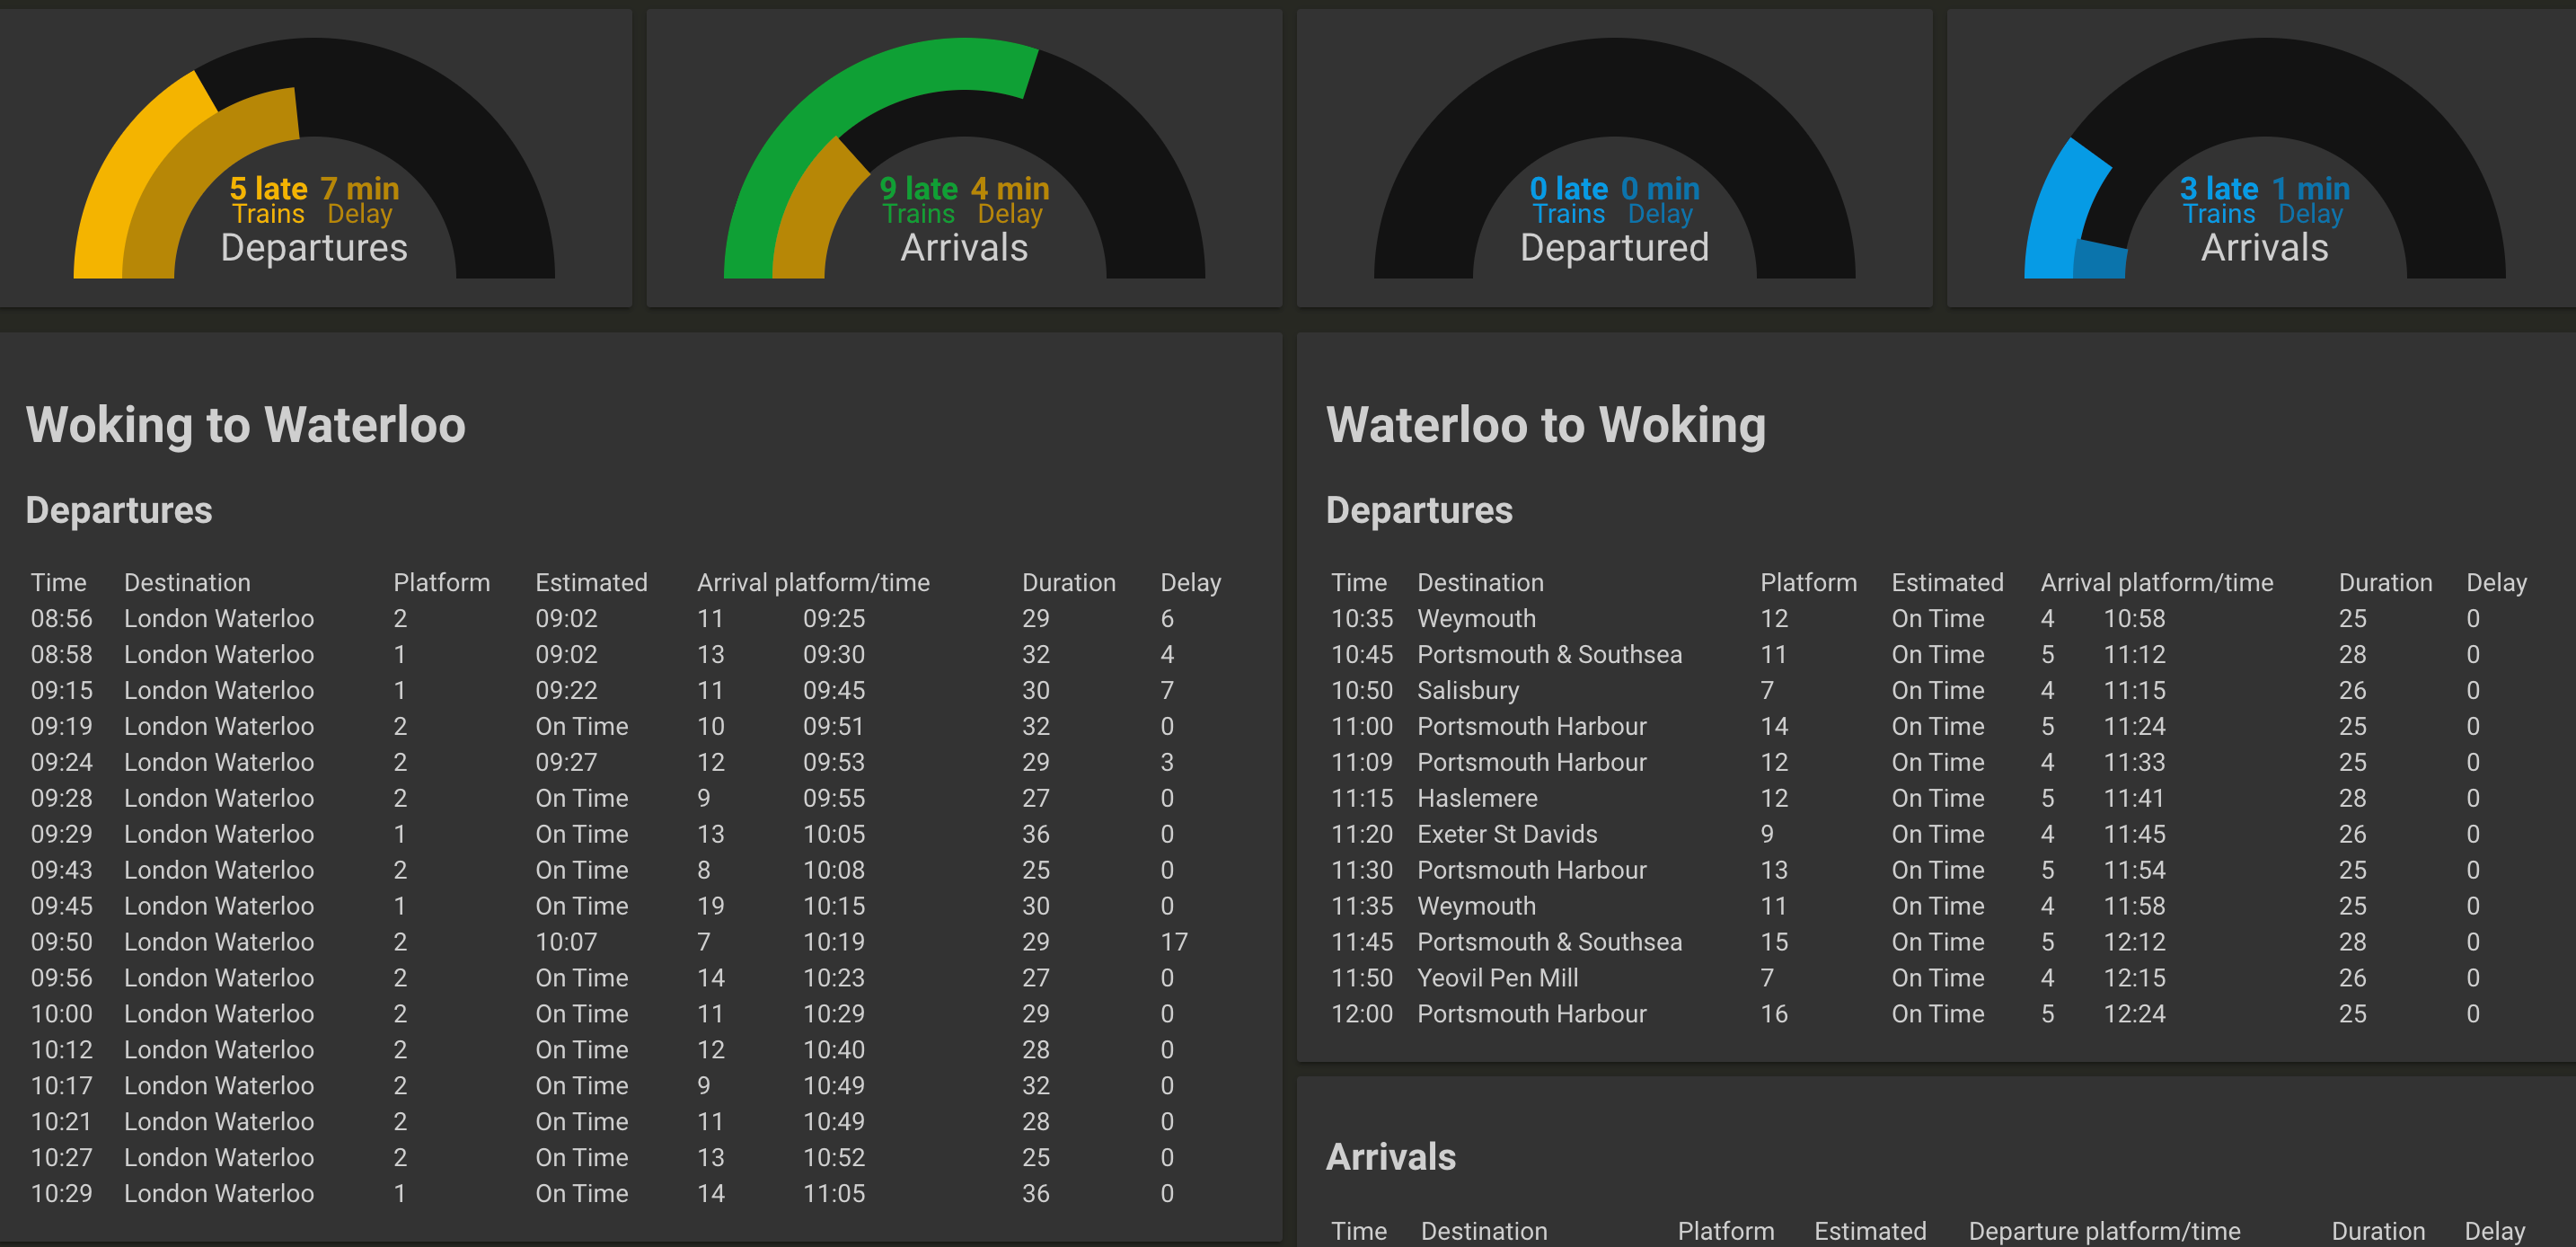 5 late 7 min
Trains Delay
Departures
9 late 4 min
Trains Delay
Arrivals
0 late 0 min
Trains Delay
Departed
3 late 1 min
Trains Delay
Arrivals
Woking to Waterloo
Departures
Time Destination Platform Estimated Arrival platform/time Duration Delay
08:56 London Waterloo 2 09:02 11 09:25 29 6
08:58 London Waterloo 1 09:02 13 09:30 32 4
09:15 London Waterloo 1 09:22 11 09:45 30 7
09:19 London Waterloo 2 On Time 10 09:51 32 0
09:24 London Waterloo 2 09:27 12 09:53 29 3
09:28 London Waterloo 2 On Time 9 09:55 27 0
09:29 London Waterloo 1 On Time 13 10:05 36 0
09:43 London Waterloo 2 On Time 8 10:08 25 0
09:45 London Waterloo 1 On Time 19 10:15 30 0
09:50 London Waterloo 2 10:07 7 10:19 29 17
09:56 London Waterloo 2 On Time 14 10:23 27 0
10:00 London Waterloo 2 On Time 11 10:29 29 0
10:12 London Waterloo 2 On Time 12 10:40 28 0
10:17 London Waterloo 2 On Time 9 10:49 32 0
10:21 London Waterloo 2 On Time 11 10:49 28 0
10:27 London Waterloo 2 On Time 13 10:52 25 0
10:29 London Waterloo 1 On Time 14 11:05 36 0
Waterloo to Woking
Departures
Time Destination Platform Estimated Arrival platform/time Duration Delay
10:35 Weymouth 12 On Time 4 10:58 25 0
10:45 Portsmouth & Southsea 11 On Time 5 11:12 28 0
10:50 Salisbury 7 On Time 4 11:15 26 0
11:00 Portsmouth Harbour 14 On Time 5 11:24 25 0
11:09 Portsmouth Harbour 12 On Time 4 11:33 25 0
11:15 Haslemere 12 On Time 5 11:41 28 0
11:20 Exeter St Davids 9 On Time 4 11:45 26 0
11:30 Portsmouth Harbour 13 On Time 5 11:54 25 0
11:35 Weymouth 11 On Time 4 11:58 25 0
11:45 Portsmouth & Southsea 15 On Time 5 12:12 28 0
11:50 Yeovil Pen Mill 7 On Time 4 12:15 26 0
12:00 Portsmouth Harbour 16 On Time 5 12:24 25 0
Arrivals
Time Destination Platform Estimated Departure platform/time Duration Delay